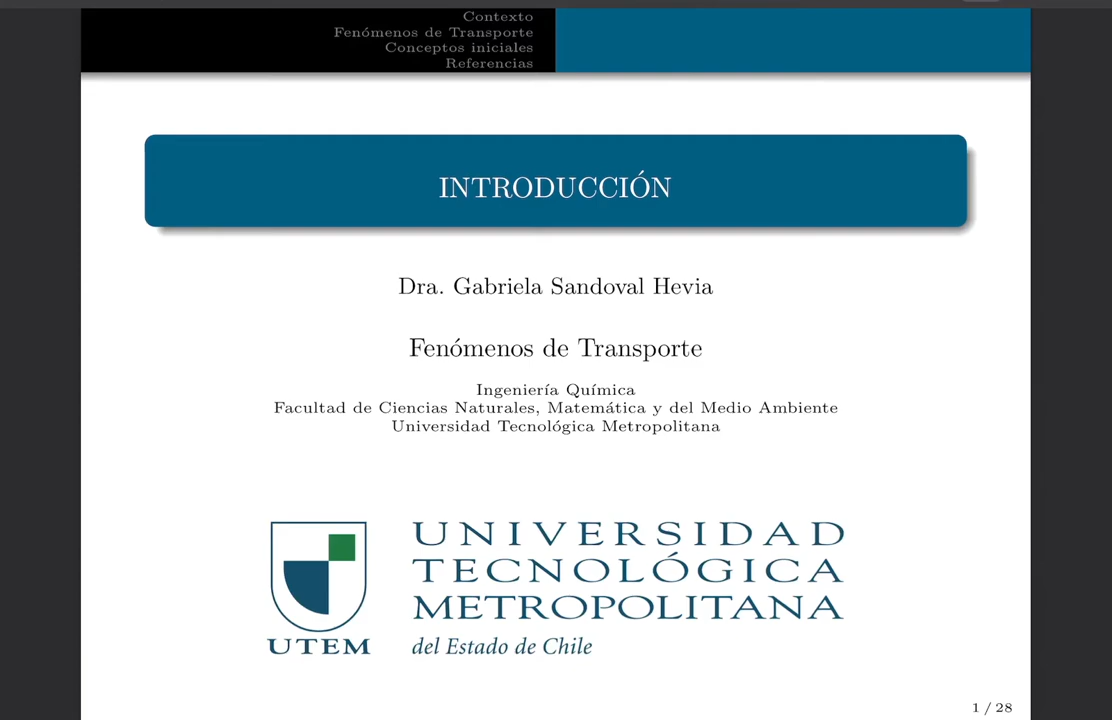 Contexto
Fenómenos de Transporte
Conceptos iniciales
Referencias
INTRODUCCIÓN
Dra. Gabriela Sandoval Hevia
Fenómenos de Transporte
Ingeniería Química
Facultad de Ciencias Naturales, Matemática y del Medio Ambiente
Universidad Tecnológica Metropolitana
UNIVERSIDAD
TECNOLÓGICA
METROPOLITANA
UTEM
del Estado de Chile
1 / 28